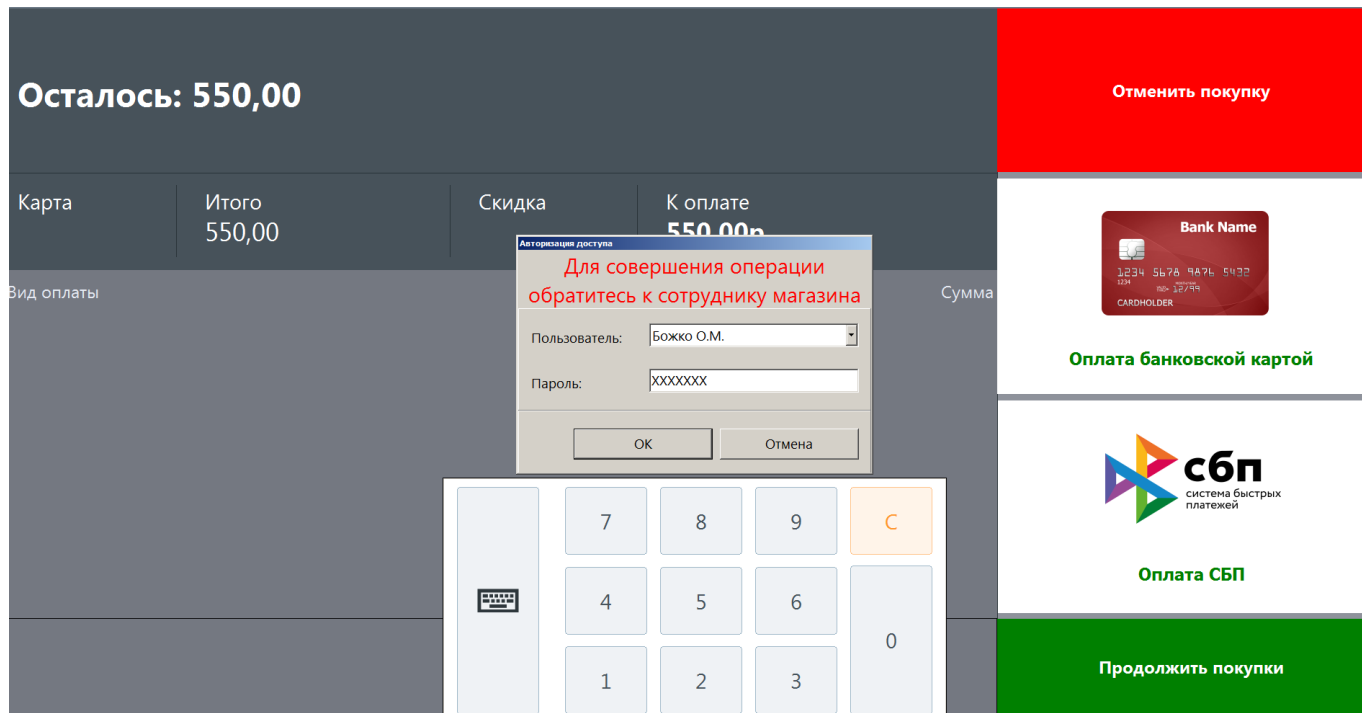 Осталось: 550,00
Отменить покупку
Карта
Итого
550,00
Скидка
К оплате
550,00р
Авторизация доступа
Для совершения операции
обратитесь к сотруднику магазина
Пользователь:
Божко О.М.
Пароль:
XXXXXXX
OK
Отмена
Вид оплаты
Сумма
Bank Name
1234 5678 9876 5432
1234
12/99
CARDHOLDER
Оплата банковской картой
сбп
система быстрых
платежей
Оплата СБП
7 8 9 C
4 5 6
0
1 2 3
Продолжить покупки